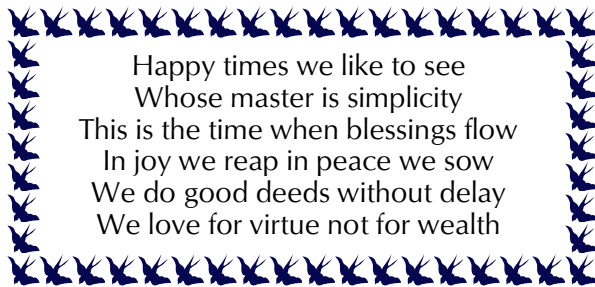 Happy times we like to see
Whose master is simplicity
This is the time when blessings flow
In joy we reap in peace we sow
We do good deeds without delay
We love for virtue not for wealth